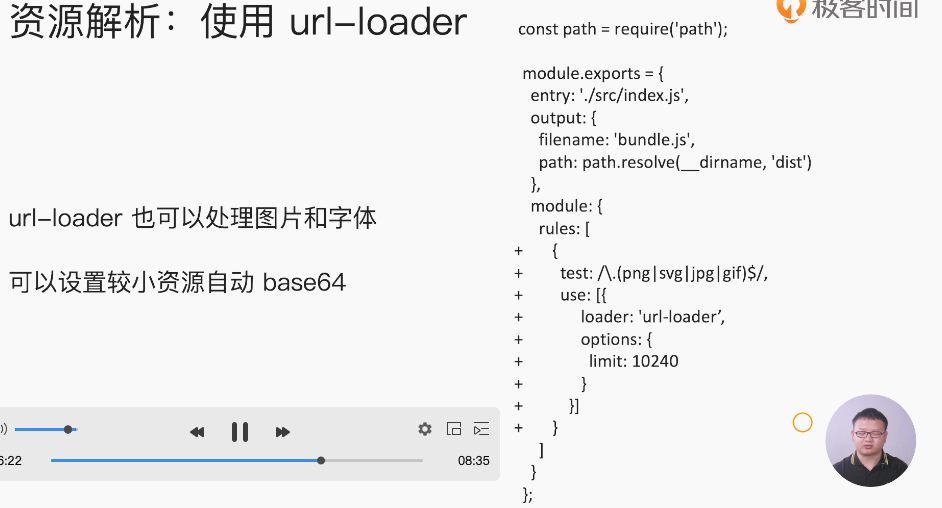 资源解析：使用 url-loader
极客时间
const path = require('path');
module.exports = {
entry: './src/index.js',
output: {
filename: 'bundle.js',
path: path.resolve(__dirname, 'dist')
},
module: {
rules: [
+ {
+ test: /\.(png|svg|jpg|gif)$/,
+ use: [{
+ loader: 'url-loader’,
+ options: {
+ limit: 10240
+ }
+ }]
+ }
]
}
};
url-loader 也可以处理图片和字体
可以设置较小资源自动 base64
6:22
08:35